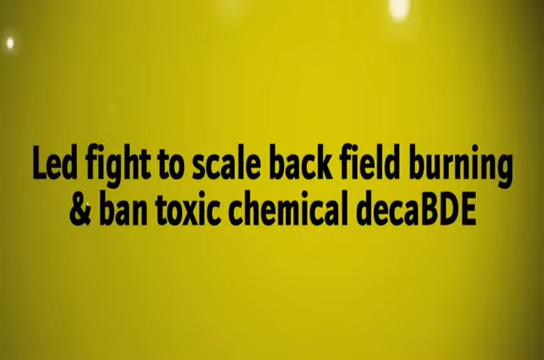 Led fight to scale back field burning
& ban toxic chemical decaBDE